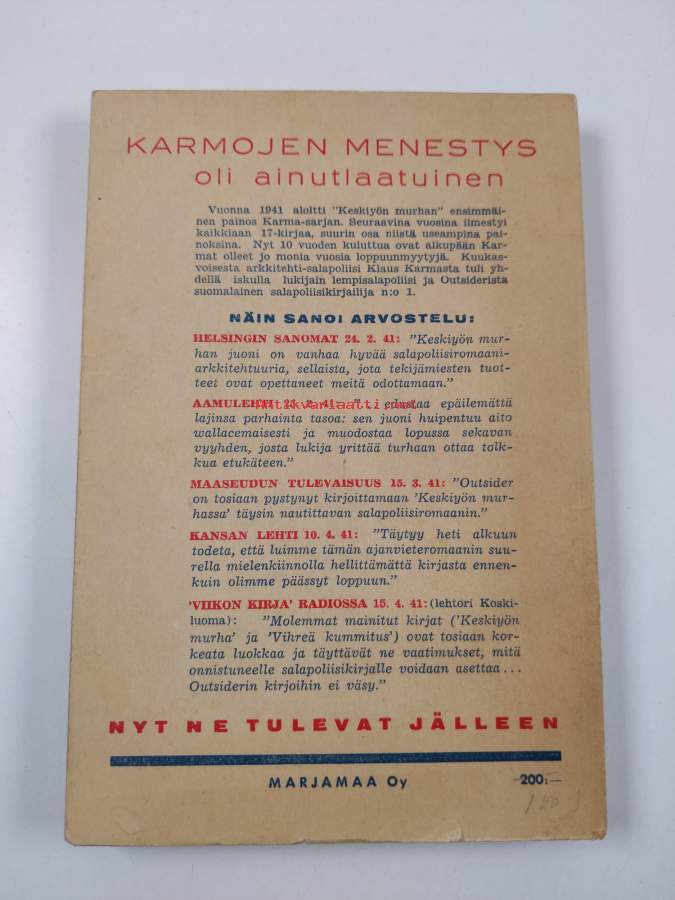 KARMOJEN MENESTYS
oli ainutlaatuinen
Vuonna 1941 aloitti "Keskiyön murhan" ensimmäi-
nen painos Karma-sarjan. Seuraavina vuosina ilmestyi
kaikkiaan 17-kirjaa, suurin osa niistä useampina pai-
noksina. Nyt 10 vuoden kuluttua ovat alkupään Kar-
mat olleet jo monia vuosia loppuunmyytyjä. Kuukas-
voisesta arkkitehti-salapoliisi Klaus Karmasta tuli yh-
dellä iskulla lukijain lempisalapoliisi ja Outsiderista
suomalainen salapoliisikirjailija n:o 1.
NÄIN SANOI ARVOSTELU:
HELSINGIN SANOMAT 24. 2. 41: "Keskiyön mur-
han juoni on vanhaa hyvää salapoliisiromaani-
arkkitehtuuria, sellaista, jota tekijämiesten tuot-
teet ovat opettaneet meitä odottamaan."
AAMULEHTI 2. 41: "... edustaa epäilemättä
antikvariaatti.net
lajinsa parhainta tasoa: sen juoni huipentuu aito
wallacemaisesti ja muodostaa lopussa sekavan
vyyhden, josta lukija yrittää turhaan ottaa tolk-
kua etukäteen."
MAASEUDUN TULEVAISUUS 15. 3. 41: "Outsider
on tosiaan pystynyt kirjoittamaan 'Keskiyön mur-
hassa' täysin nautittavan salapoliisiromaanin."
KANSAN LEHTI 10. 4. 41: "Täytyy heti alkuun
todeta, että luimme tämän ajanvieteromaanin suu-
rella mielenkiinnolla hellittämättä kirjasta ennen-
kuin olimme päässyt loppuun."
'VIIKON KIRJA' RADIOSSA 15. 4. 41: (lehtori Koski-
luoma): "Molemmat mainitut kirjat ('Keskiyön
murha' ja 'Vihreä kummitus') ovat tosiaan kor-
keata luokkaa ja täyttävät ne vaatimukset, mitä
onnistuneelle salapoliisikirjalle voidaan asettaa...
Outsiderin kirjoihin ei väsy."
NYT NE TULEVAT JÄLLEEN
MARJAMAA Oy
200:—